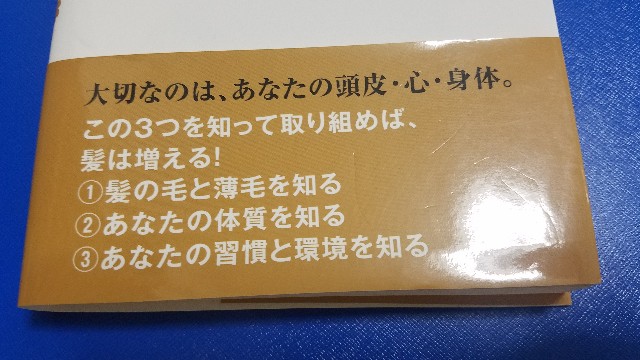 大切なのは、あなたの頭皮・心・身体。
この3つを知って取り組めば、
髪は増える!
①髪の毛と薄毛を知る
②あなたの体質を知る
③あなたの習慣と環境を知る